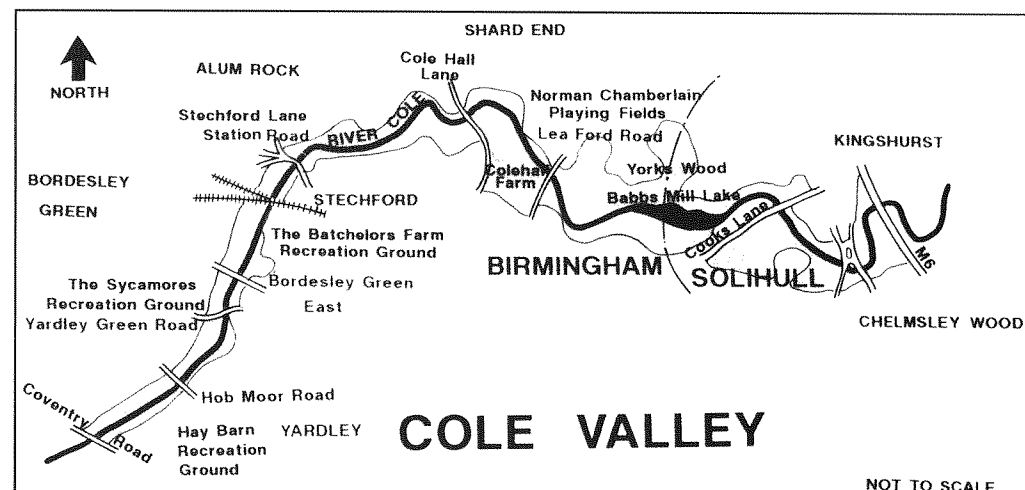 SHARD END
Cole Hall
Lane
ALUM ROCK
NORTH
Norman Chamberlain
Playing Fields
Stechford Lane
Station Road
RIVER COLE
Lea Ford Road
KINGSHURST
BORDESLEY
GREEN
Colehall
Farm
Yorks Wood
STECHFORD
Babbs Mill Lake
The Batchelors Farm
Recreation Ground
Cooks Lane
M6
BIRMINGHAM
SOLIHULL
The Sycamores
Recreation Ground
Yardley Green Road
Bordesley Green
East
CHELMSLEY WOOD
Hob Moor Road
Coventry
Road
Hay Barn
Recreation
Ground
YARDLEY
COLE VALLEY
NOT TO SCALE